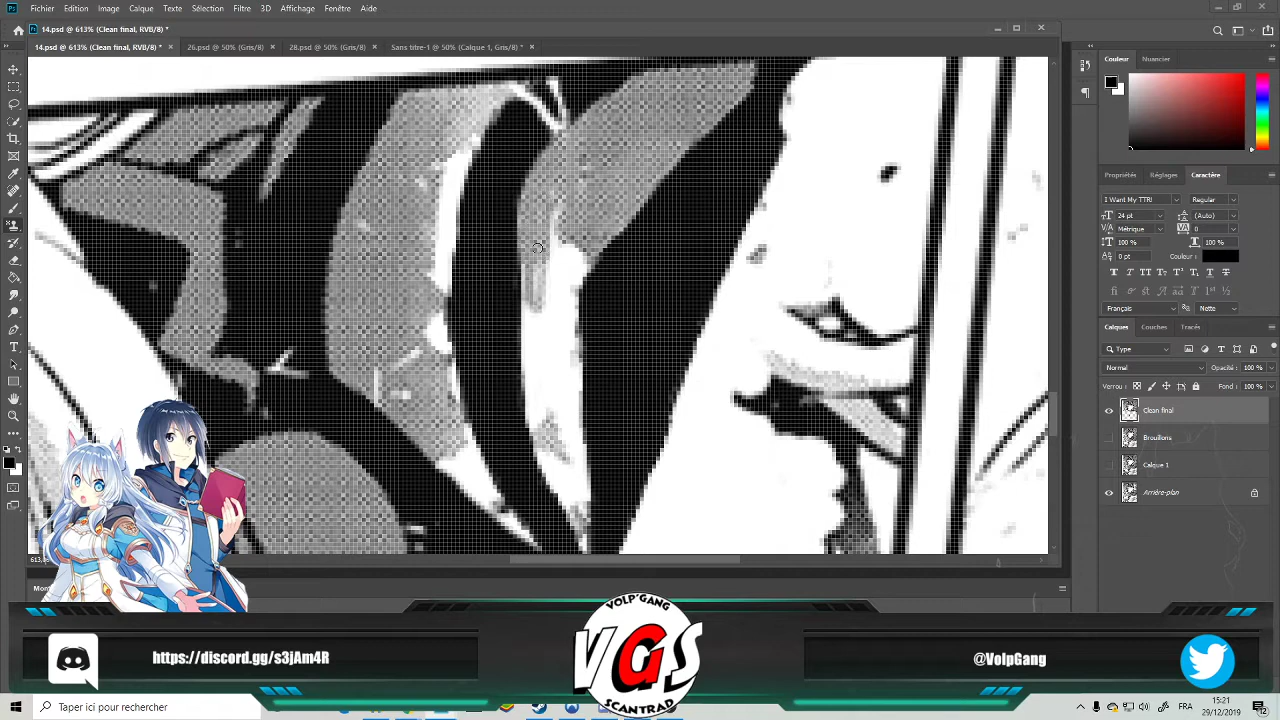 Fichier Edition Image Calque Texte Sélection Filtre 3D Affichage Fenêtre Aide
14.psd @ 613% (Clean final, RVB/8) *
14.psd @ 613% (Clean final, RVB/8) * × 26.psd @ 50% (Gris/8) × 28.psd @ 50% (Gris/8) × Sans titre-1 @ 50% (Calque 1, Gris/8) * ×
Couleur Nuancier
Propriétés Réglages Caractère
I Want My TTR! Regular
24 pt (Auto)
Métrique 0
100 % 100 %
0 pt Couleur :
Français Nette
Calques Couches Tracés
Type
Normal Opacité : 100%
Verrou : Fond : 100%
Clean final
Brouillons
Calque 1
Arrière-plan
VOLP'GANG
VGS
SCANTRAD
https://discord.gg/s3jAm4R
@VolpGang
Taper ici pour rechercher
FRA
15:21
29/12/2019